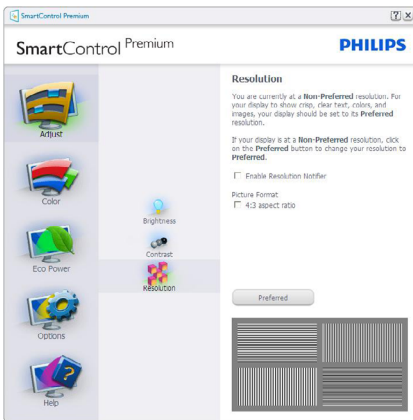 SmartControl Premium
SmartControl Premium
PHILIPS
Adjust
Color
Eco Power
Options
Help
Brightness
Contrast
Resolution
Resolution
You are currently at a Non-Preferred resolution. For
your display to show crisp, clear text, colors, and
images, your display should be set to its Preferred
resolution.
If your display is at a Non-Preferred resolution, click
on the Preferred button to change your resolution to
Preferred.
Enable Resolution Notifier
Picture Format
4:3 aspect ratio
Preferred